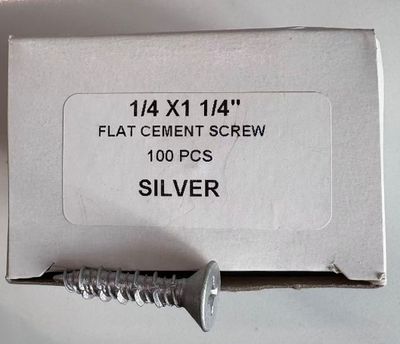 1/4 X1 1/4"
FLAT CEMENT SCREW
100 PCS
SILVER